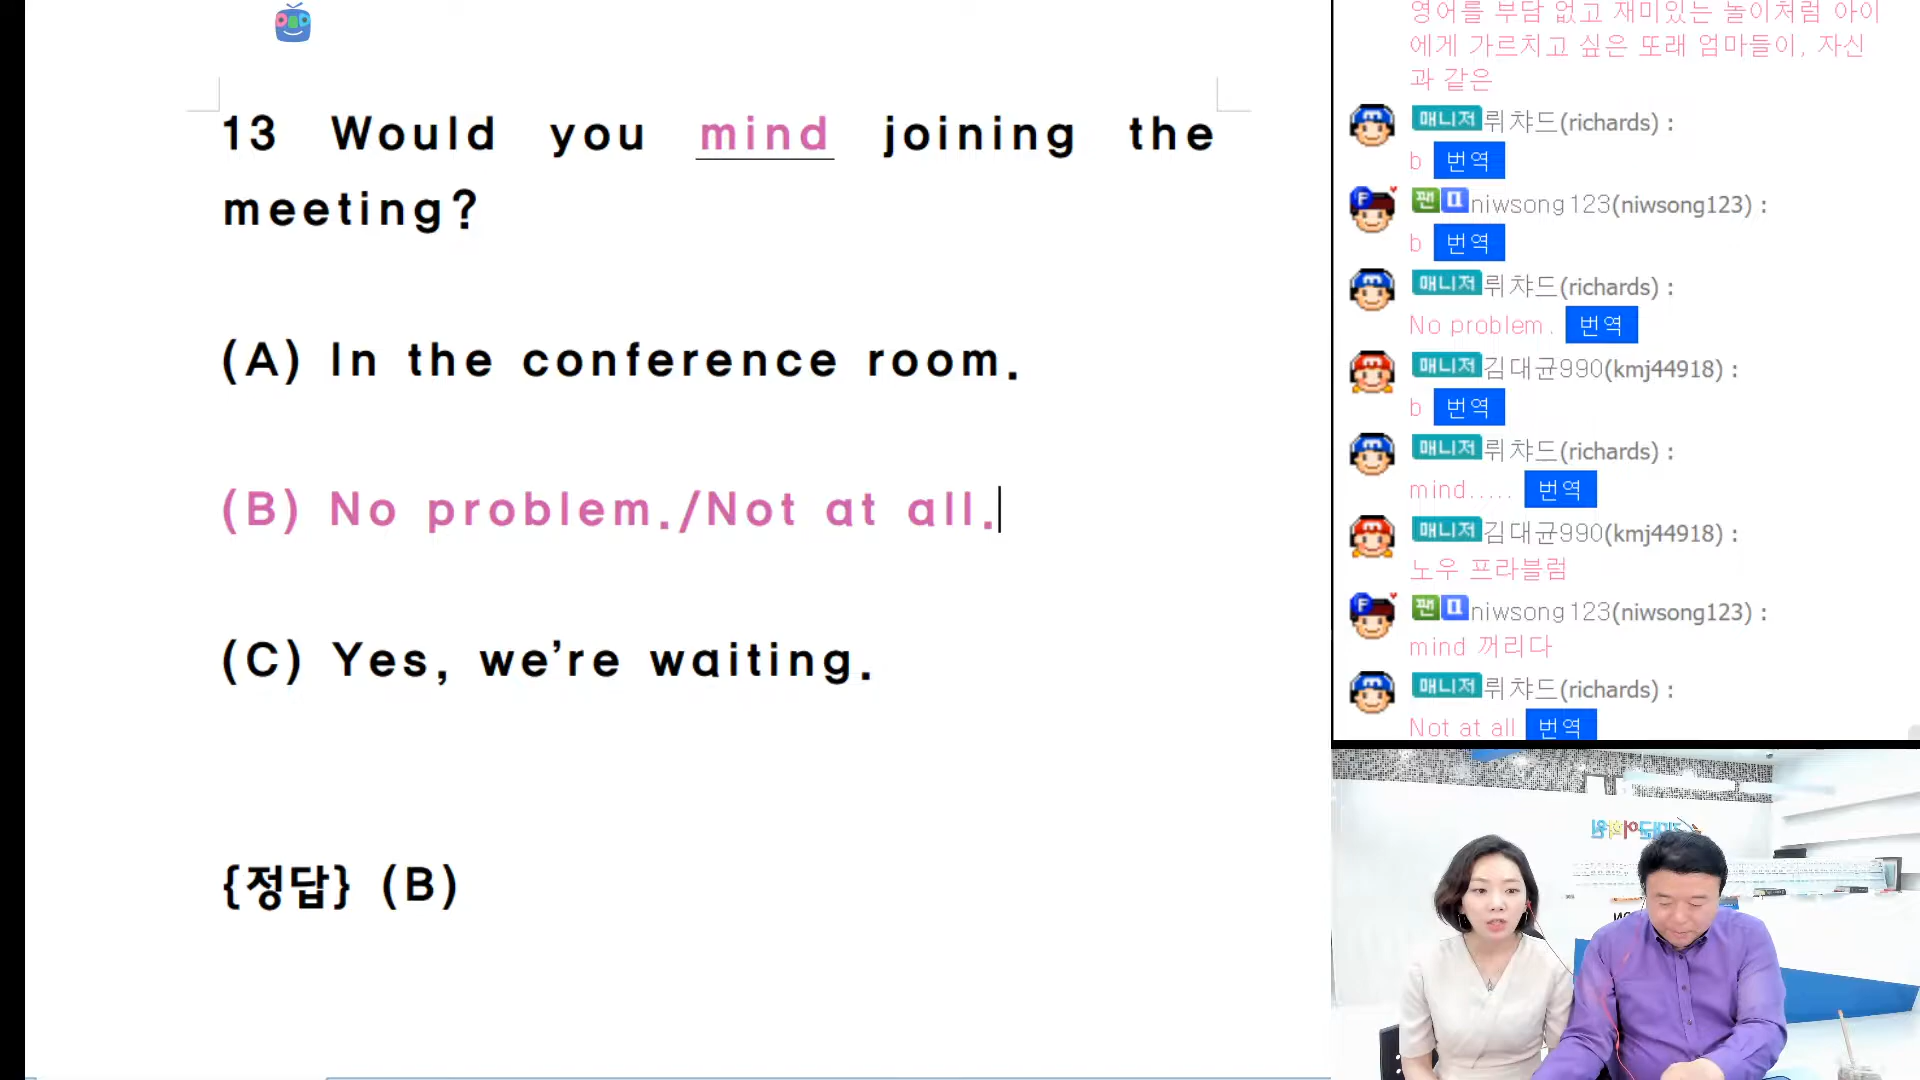 13 Would you mind joining the
meeting?
(A) In the conference room.
(B) No problem./Not at all.
(C) Yes, we're waiting.
{정답} (B)
영어를 부담 없고 재미있는 놀이처럼 아이
에게 가르치고 싶은 또래 엄마들이, 자신
과 같은
매니저 뤼챠드(richards) :
b 번역
팬 niwsong123(niwsong123) :
b 번역
매니저 뤼챠드(richards) :
No problem. 번역
매니저 김대균990(kmj44918) :
b 번역
매니저 뤼챠드(richards) :
mind..... 번역
매니저 김대균990(kmj44918) :
노우 프라블럼
팬 niwsong123(niwsong123) :
mind 꺼리다
매니저 뤼챠드(richards) :
Not at all 번역